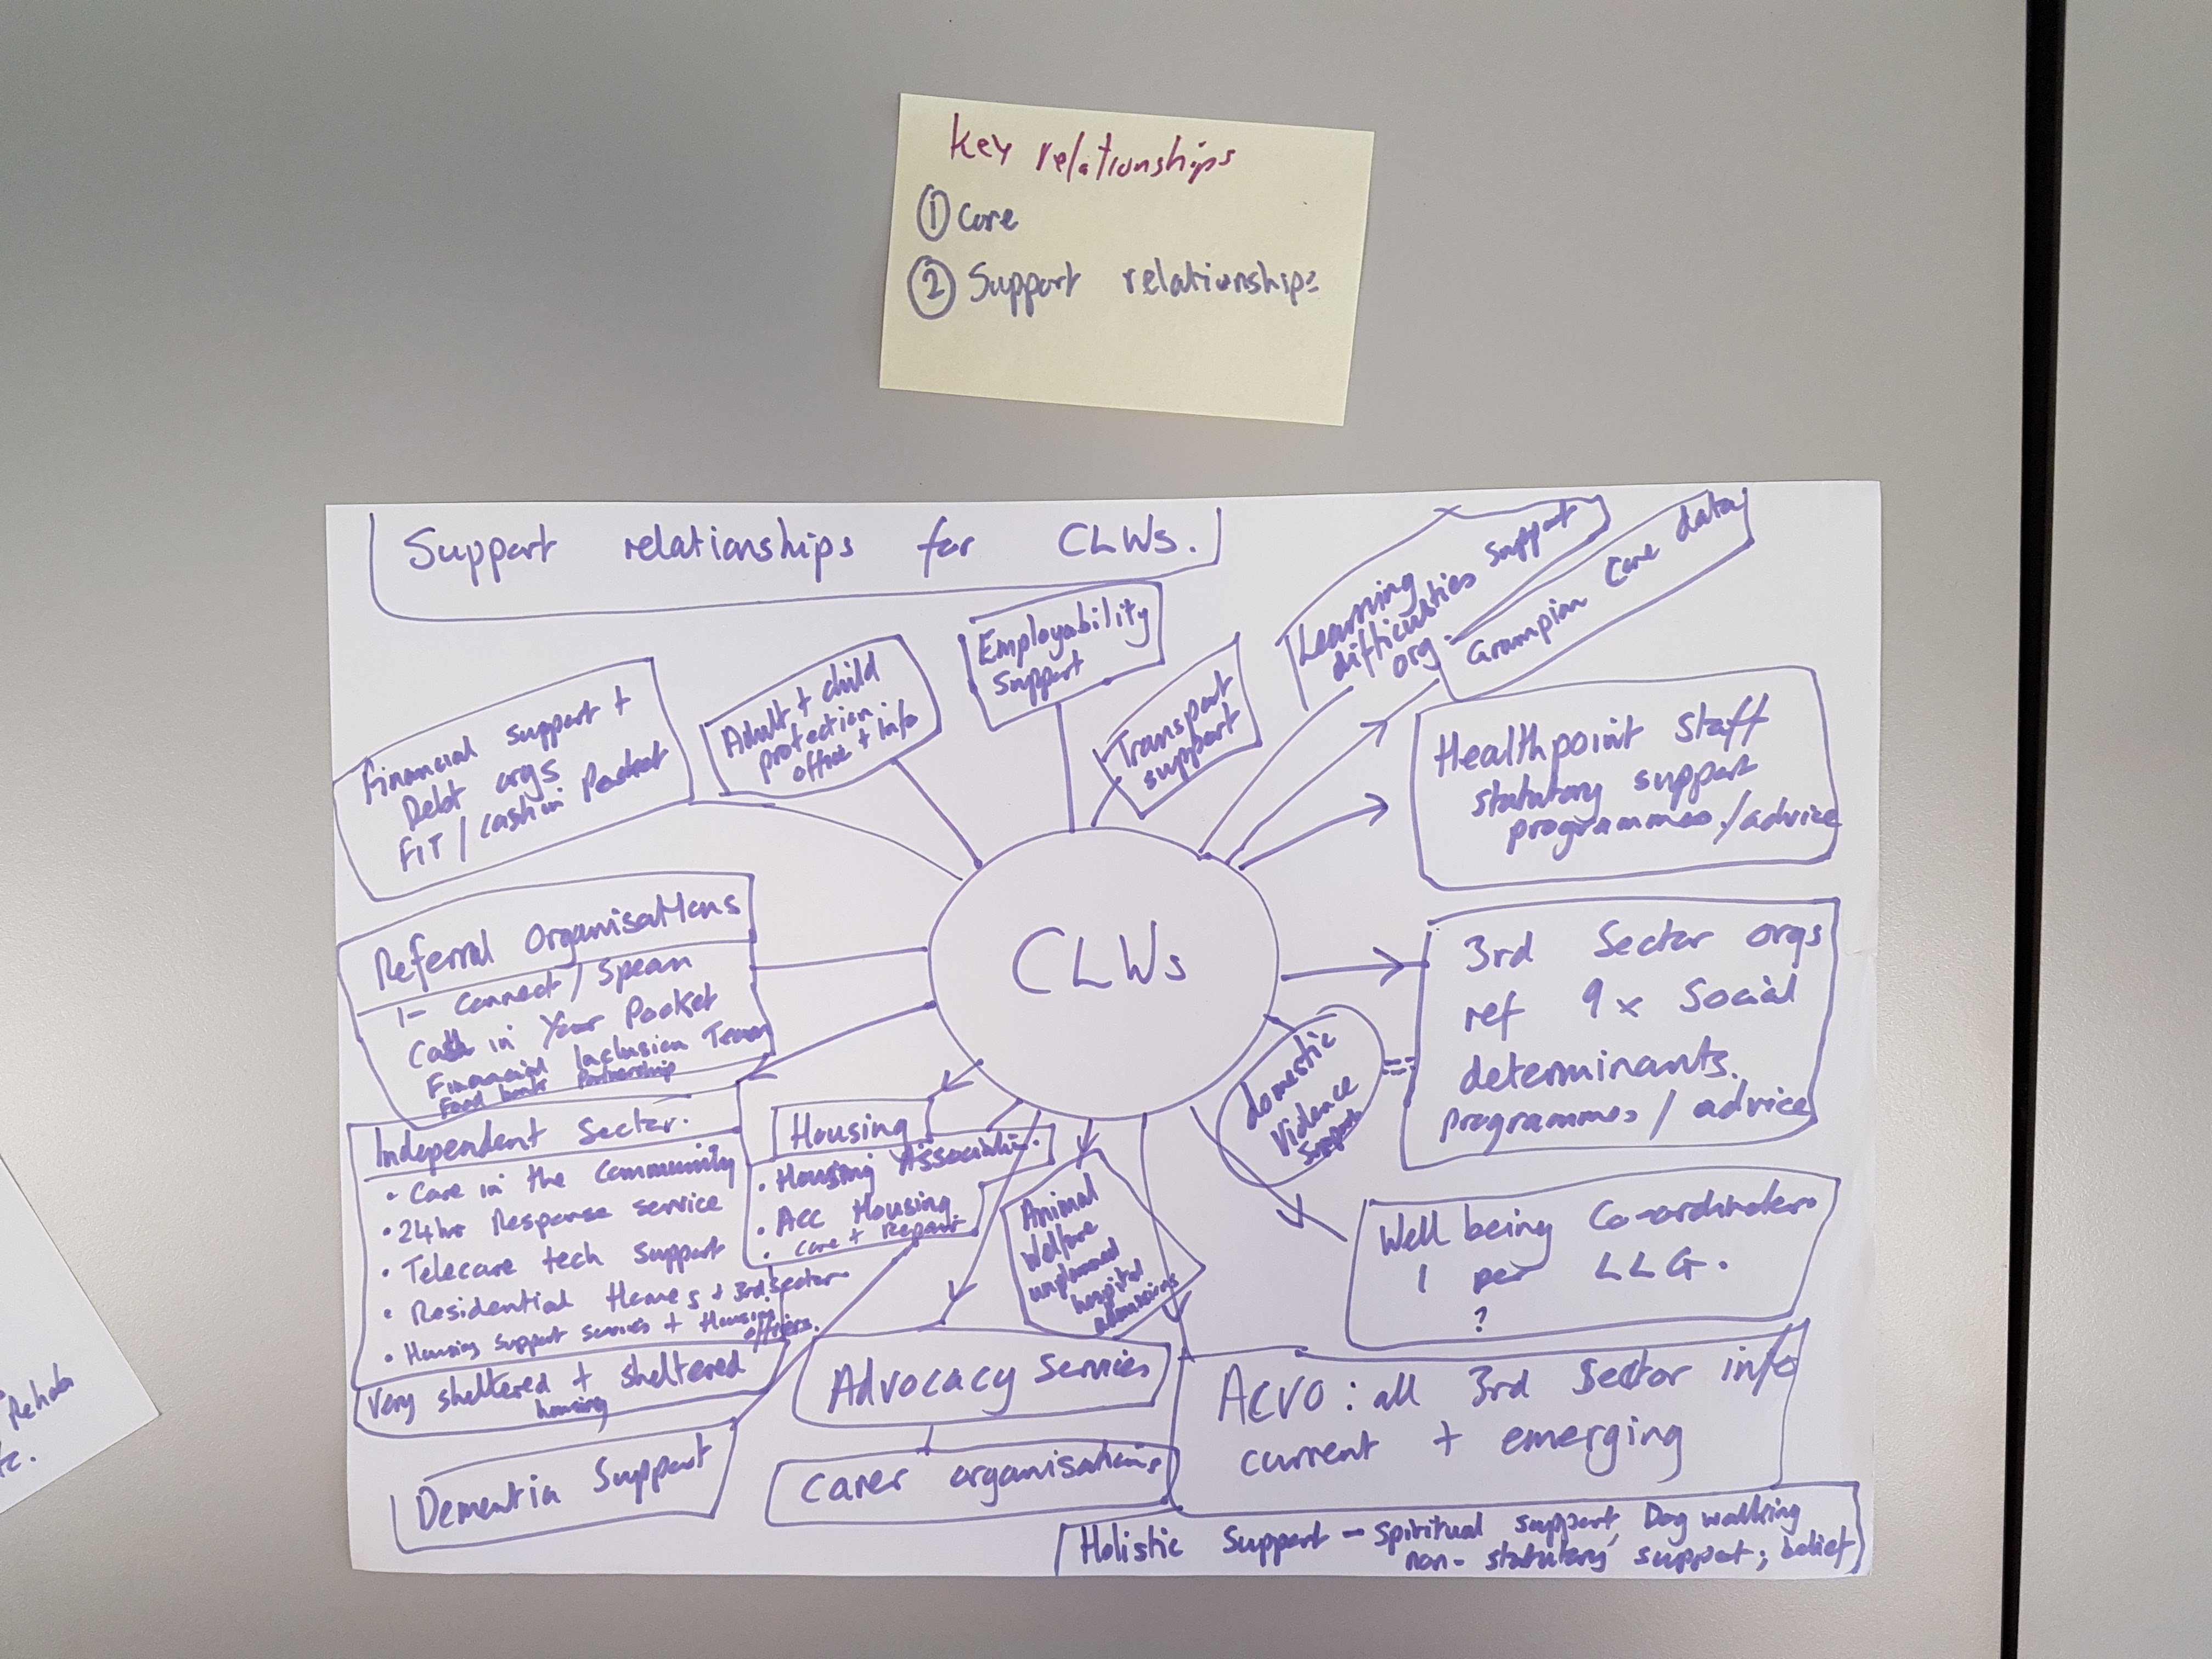 Key relationships
① Core
② Support relationships
Support relationships for CLWs.
Financial support +
Debt orgs
FIT / Cash in Pocket
Adult + child
protection
office + info
Employability
support
Transport
support
Learning
difficulties support
org.
Grampian Care data
Healthpoint Staff
statutory support
programmes / advice
Referral Organisations
Connect / Spean
Cash in Your Pocket
Financial Inclusion Team
Food bank Partnership
CLWs
3rd Sector orgs
ref 9x Social
determinants.
programmes / advice
Domestic
Violence
Support
Independent Sector.
• Care in the Community
• 24hr Response service
• Telecare tech support
• Residential Homes + 3rd Sector
• Housing support services + Housing
officers.
Very sheltered + sheltered
housing
Housing
• Housing Association.
• ACC Housing
• Care + Repair
Animal
Welfare
unplanned
hospital
admissions
Well being Co-ordinators
1 per LLG.
?
Advocacy Services
ACVO : all 3rd Sector info
current + emerging
Dementia Support
Carer organisations
Holistic Support – Spiritual support, Dog walking
non-statutory support; belief
Rehab